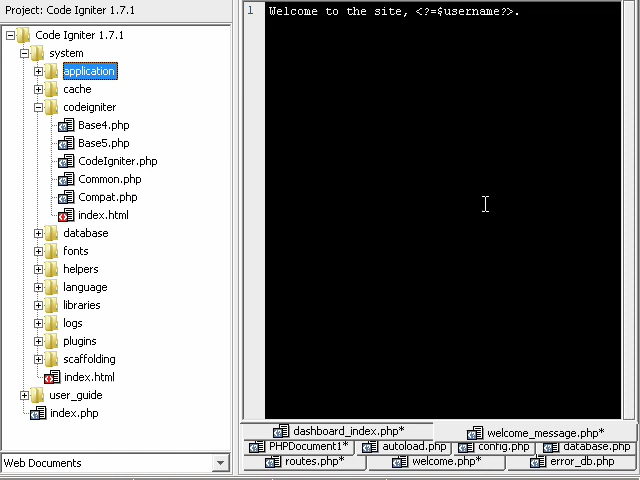 Project: Code Igniter 1.7.1
Code Igniter 1.7.1
system
application
cache
codeigniter
Base4.php
Base5.php
CodeIgniter.php
Common.php
Compat.php
index.html
database
fonts
helpers
language
libraries
logs
plugins
scaffolding
index.html
user_guide
index.php
Web Documents
1 Welcome to the site, <?=$username?>.
dashboard_index.php* welcome_message.php*
PHPDocument1* autoload.php config.php database.php
routes.php* welcome.php* error_db.php